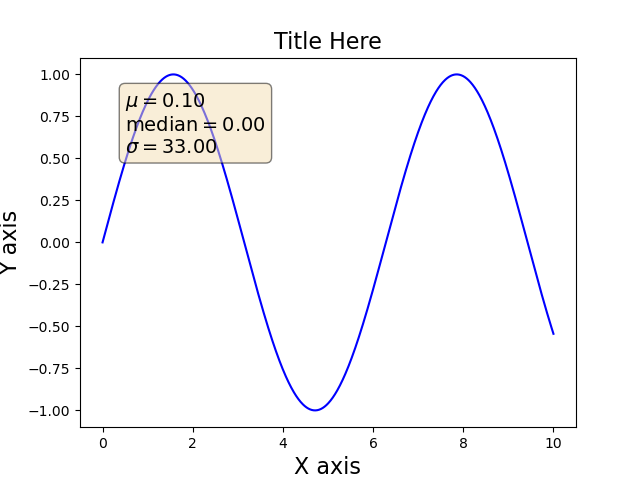 Title Here
1.00
0.75
0.50
0.25
0.00
−0.25
−0.50
−0.75
−1.00
μ = 0.10
median = 0.00
σ = 33.00
Y axis
0 2 4 6 8 10
X axis